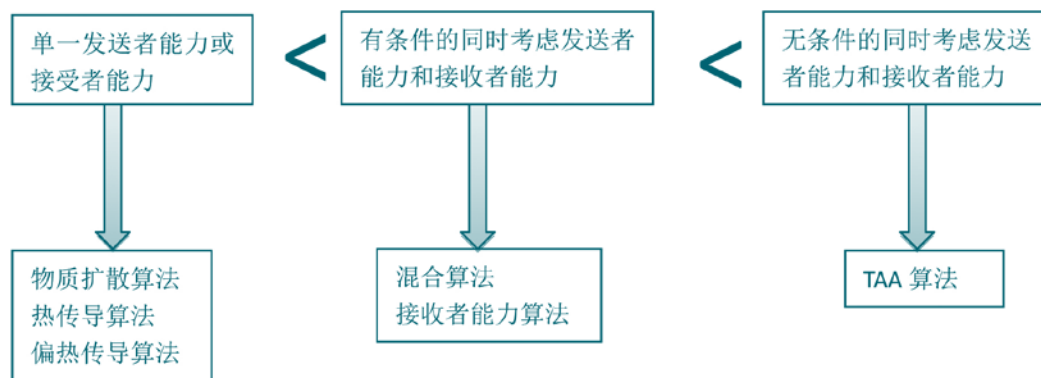 单一发送者能力或
接受者能力
<
有条件的同时考虑发送者
能力和接收者能力
<
无条件的同时考虑发送
者能力和接收者能力
物质扩散算法
热传导算法
偏热传导算法
混合算法
接收者能力算法
TAA 算法